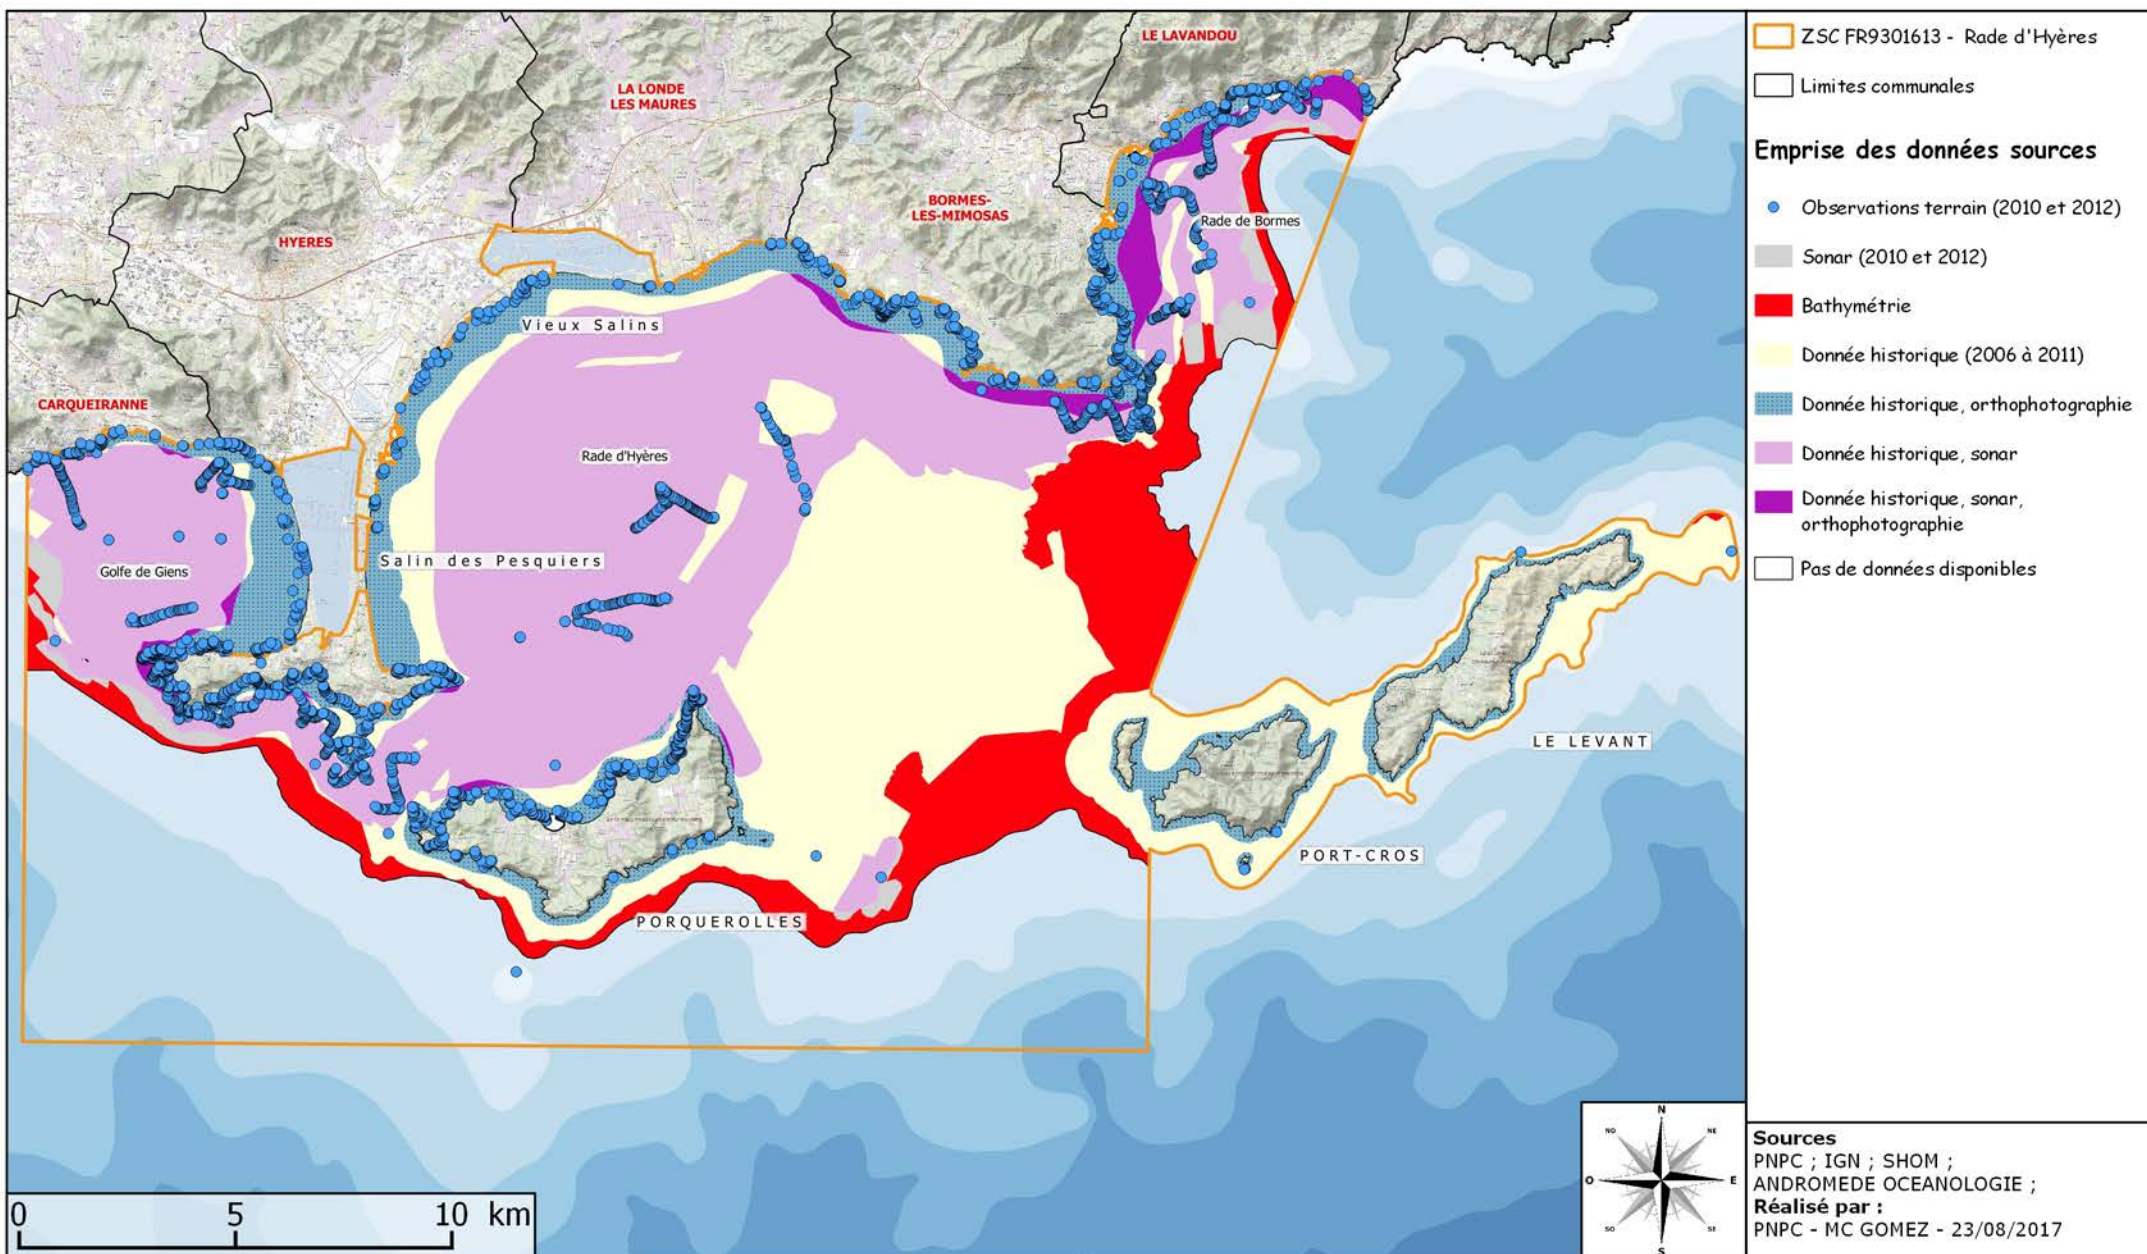 LE LAVANDOU
LA LONDE
LES MAURES
BORMES-
LES-MIMOSAS
HYERES
Rade de Bormes
Vieux Salins
CARQUEIRANNE
Rade d'Hyères
Salin des Pesquiers
Golfe de Giens
LE LEVANT
PORT-CROS
PORQUEROLLES
0 5 10 km
ZSC FR9301613 - Rade d'Hyères
Limites communales
Emprise des données sources
Observations terrain (2010 et 2012)
Sonar (2010 et 2012)
Bathymétrie
Donnée historique (2006 à 2011)
Donnée historique, orthophotographie
Donnée historique, sonar
Donnée historique, sonar,
orthophotographie
Pas de données disponibles
N
NO NE
O E
SO SE
S
Sources
PNPC ; IGN ; SHOM ;
ANDROMEDE OCEANOLOGIE ;
Réalisé par :
PNPC - MC GOMEZ - 23/08/2017